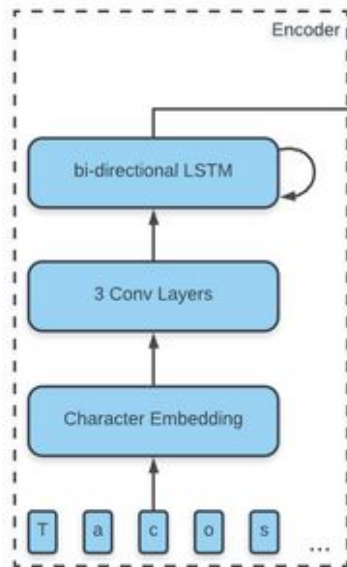 Encoder
bi-directional LSTM
3 Conv Layers
Character Embedding
T a c o s ...